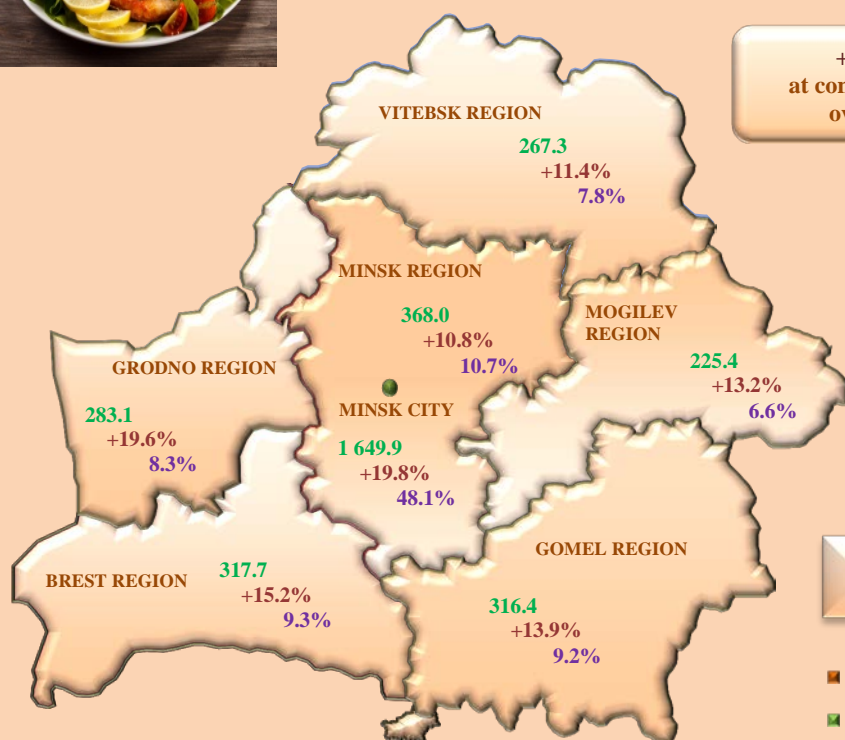 +
at con
ov
VITEBSK REGION
267.3
+11.4%
7.8%
MINSK REGION
368.0
+10.8%
10.7%
MOGILEV
REGION
225.4
+13.2%
6.6%
GRODNO REGION
283.1
+19.6%
8.3%
MINSK CITY
1 649.9
+19.8%
48.1%
GOMEL REGION
316.4
+13.9%
9.2%
BREST REGION
317.7
+15.2%
9.3%